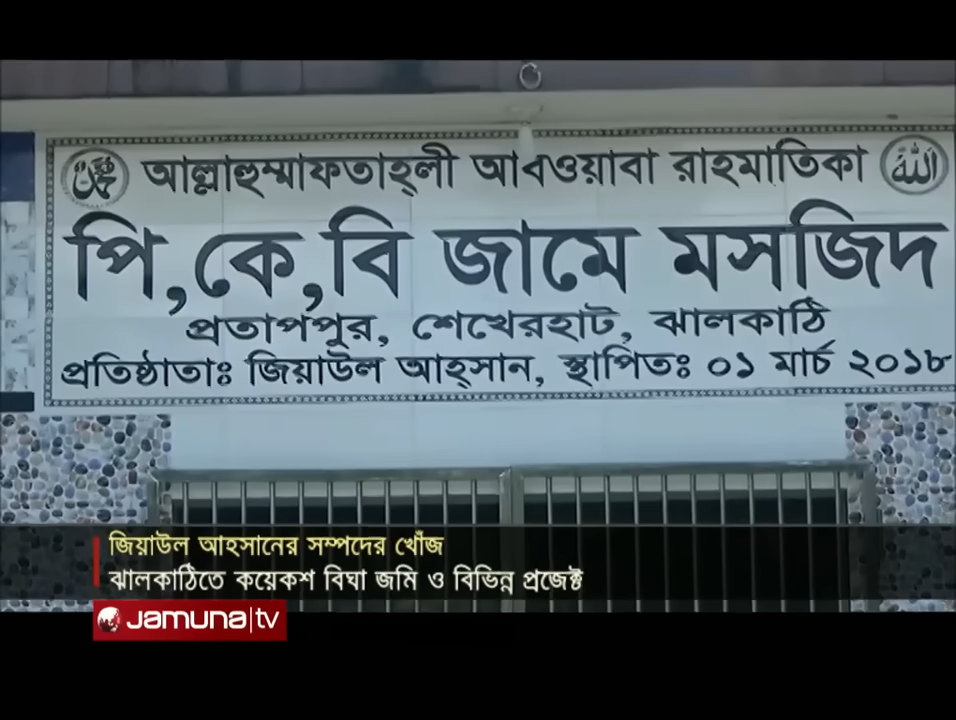 আল্লাহুম্মাফতাহ্লী আবওয়াবা রাহমাতিকা
الله
পি,কে,বি জামে মসজিদ
প্রতাপপুর, শেখেরহাট, ঝালকাঠি
প্রতিষ্ঠাতাঃ জিয়াউল আহ্সান, স্থাপিতঃ ০১ মার্চ ২০১৮
জিয়াউল আহসানের সম্পদের খোঁজ
ঝালকাঠিতে কয়েকশ বিঘা জমি ও বিভিন্ন প্রজেক্ট
Jamuna|tv